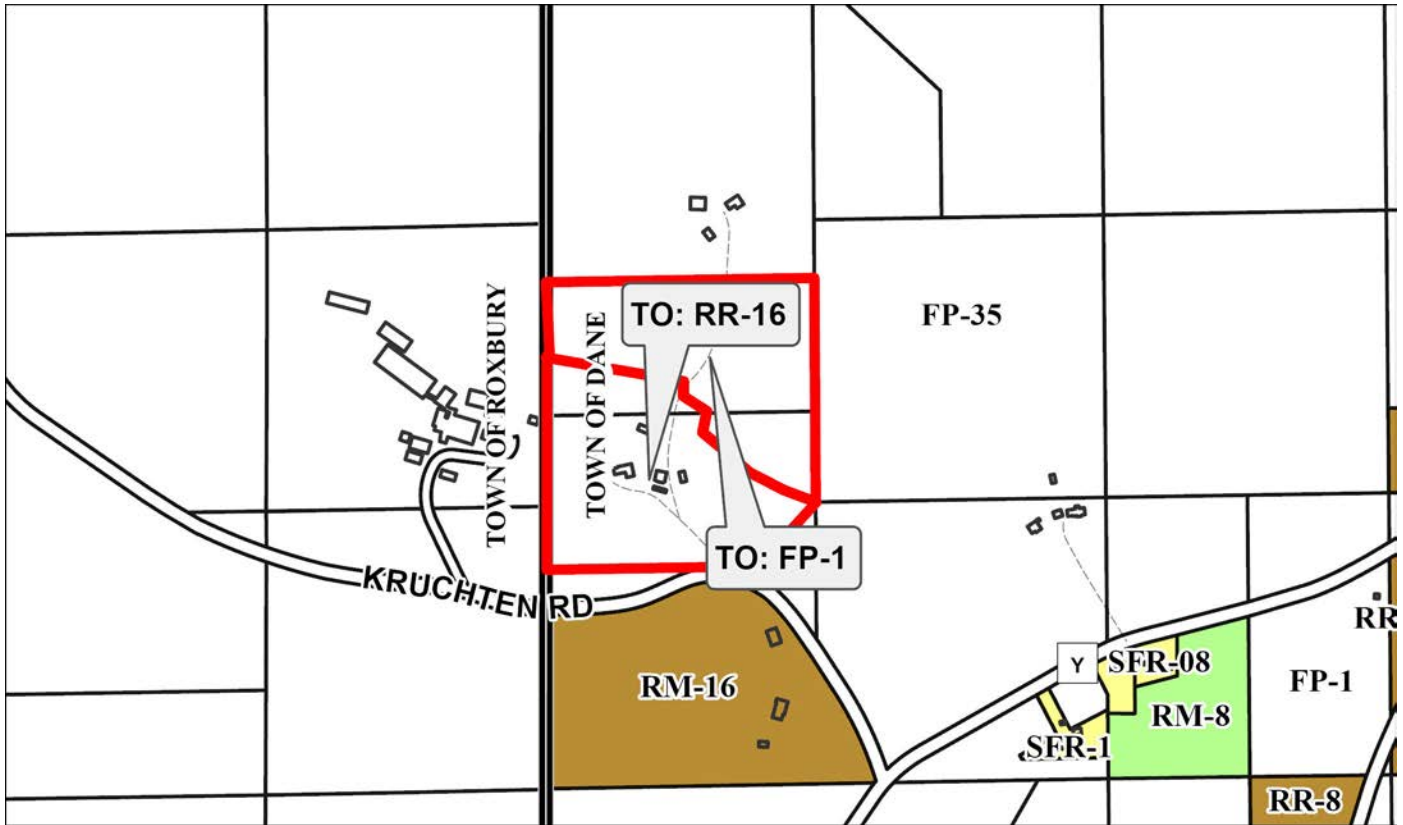 TO: RR-16
FP-35
TOWN OF ROXBURY
TOWN OF DANE
TO: FP-1
KRUCHTEN RD
RR
Y
SFR-08
RM-16
FP-1
RM-8
SFR-1
RR-8